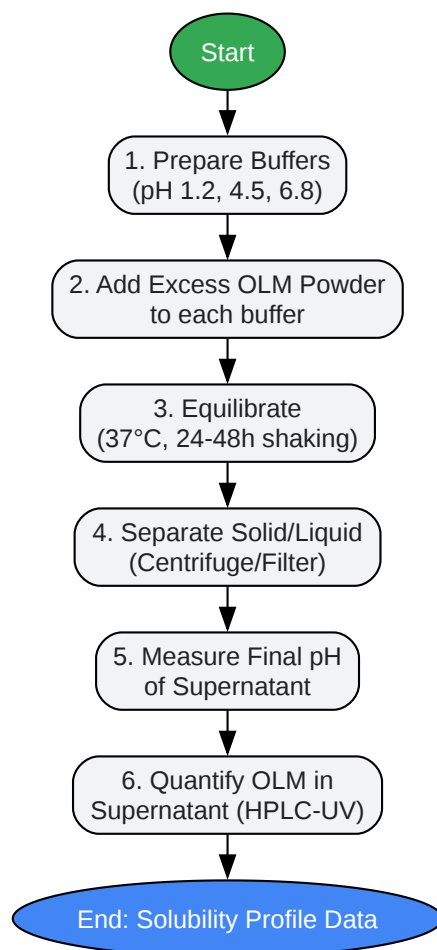 Start
1. Prepare Buffers
(pH 1.2, 4.5, 6.8)
2. Add Excess OLM Powder
to each buffer
3. Equilibrate
(37°C, 24-48h shaking)
4. Separate Solid/Liquid
(Centrifuge/Filter)
5. Measure Final pH
of Supernatant
6. Quantify OLM in
Supernatant (HPLC-UV)
End: Solubility Profile Data